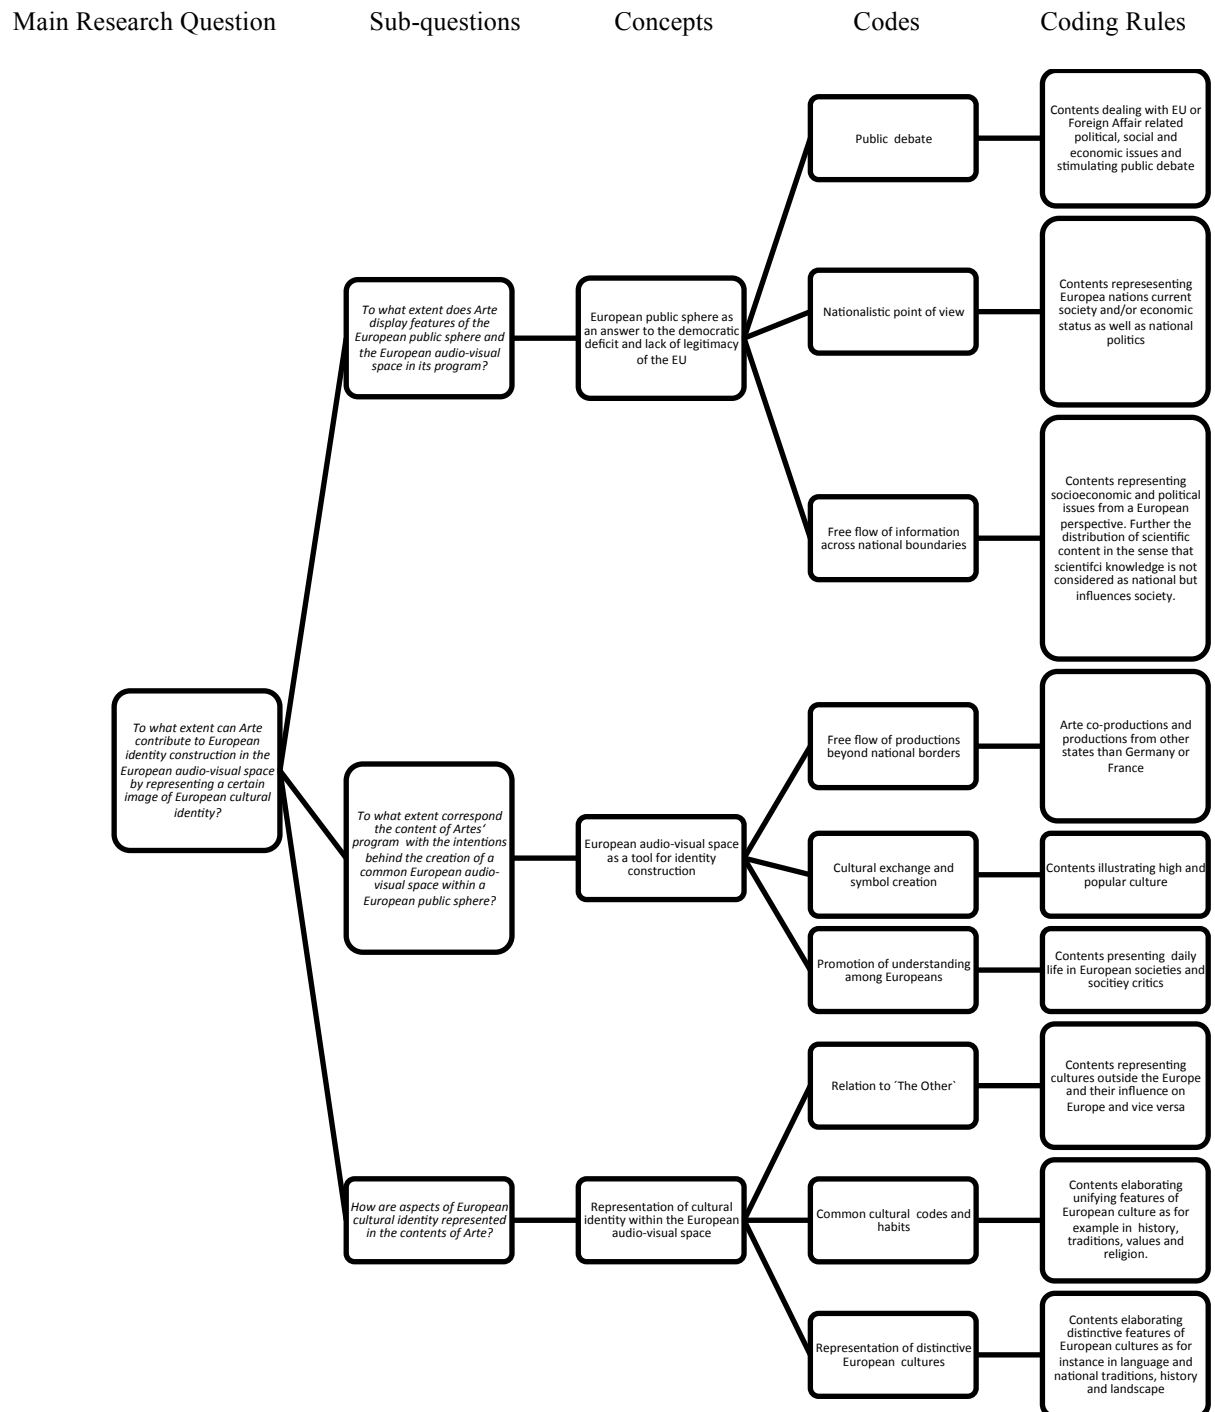 Main Research Question
Sub-questions
Concepts
Codes
Coding Rules
To what extent can Arte
contribute to European
identity construction in the
European audio-visual space
by representing a certain
image of European cultural
identity?
To what extent does Arte
display features of the
European public sphere and
the European audio-visual
space in its program?
European public sphere as
an answer to the democratic
deficit and lack of legitimacy
of the EU
Public debate
Contents dealing with EU or
Foreign Affair related
political, social and
economic issues and
stimulating public debate
Nationalistic point of view
Contents represesenting
Europea nations current
society and/or economic
status as well as national
politics
Free flow of information
across national boundaries
Contents representing
socioeconomic and political
issues from a European
perspective. Further the
distribution of scientific
content in the sense that
scientifci knowledge is not
considered as national but
influences society.
To what extent correspond
the content of Artes‘
program with the intentions
behind the creation of a
common European audio-
visual space within a
European public sphere?
European audio-visual space
as a tool for identity
construction
Free flow of productions
beyond national borders
Arte co-productions and
productions from other
states than Germany or
France
Cultural exchange and
symbol creation
Contents illustrating high and
popular culture
Promotion of understanding
among Europeans
Contents presenting daily
life in European societies and
socitiey critics
How are aspects of European
cultural identity represented
in the contents of Arte?
Representation of cultural
identity within the European
audio-visual space
Relation to ´The Other`
Contents representing
cultures outside the Europe
and their influence on
Europe and vice versa
Common cultural codes and
habits
Contents elaborating
unifying features of
European culture as for
example in history,
traditions, values and
religion.
Representation of distinctive
European cultures
Contents elaborating
distinctive features of
European cultures as for
instance in language and
national traditions, history
and landscape